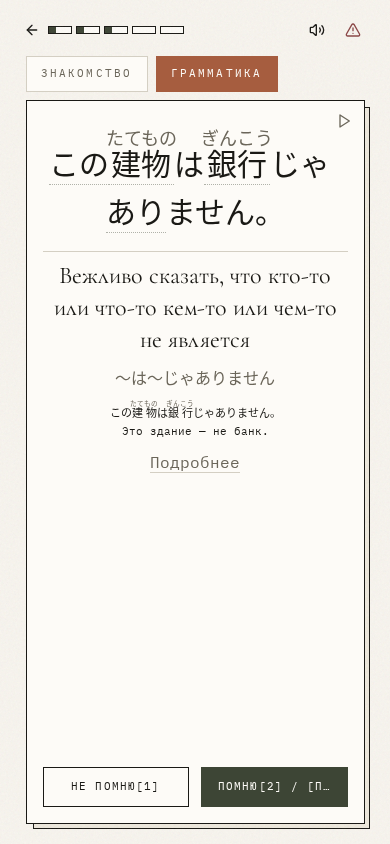 ЗНАКОМСТВО
ГРАММАТИКА
たてもの ぎんこう
この建物は銀行じゃ
ありません。
Вежливо сказать, что кто-то
или что-то кем-то или чем-то
не является
〜は〜じゃありません
たてもの ぎんこう
この建物は銀行じゃありません。
Это здание — не банк.
Подробнее
НЕ ПОМНЮ[1]
ПОМНЮ[2] / [П…